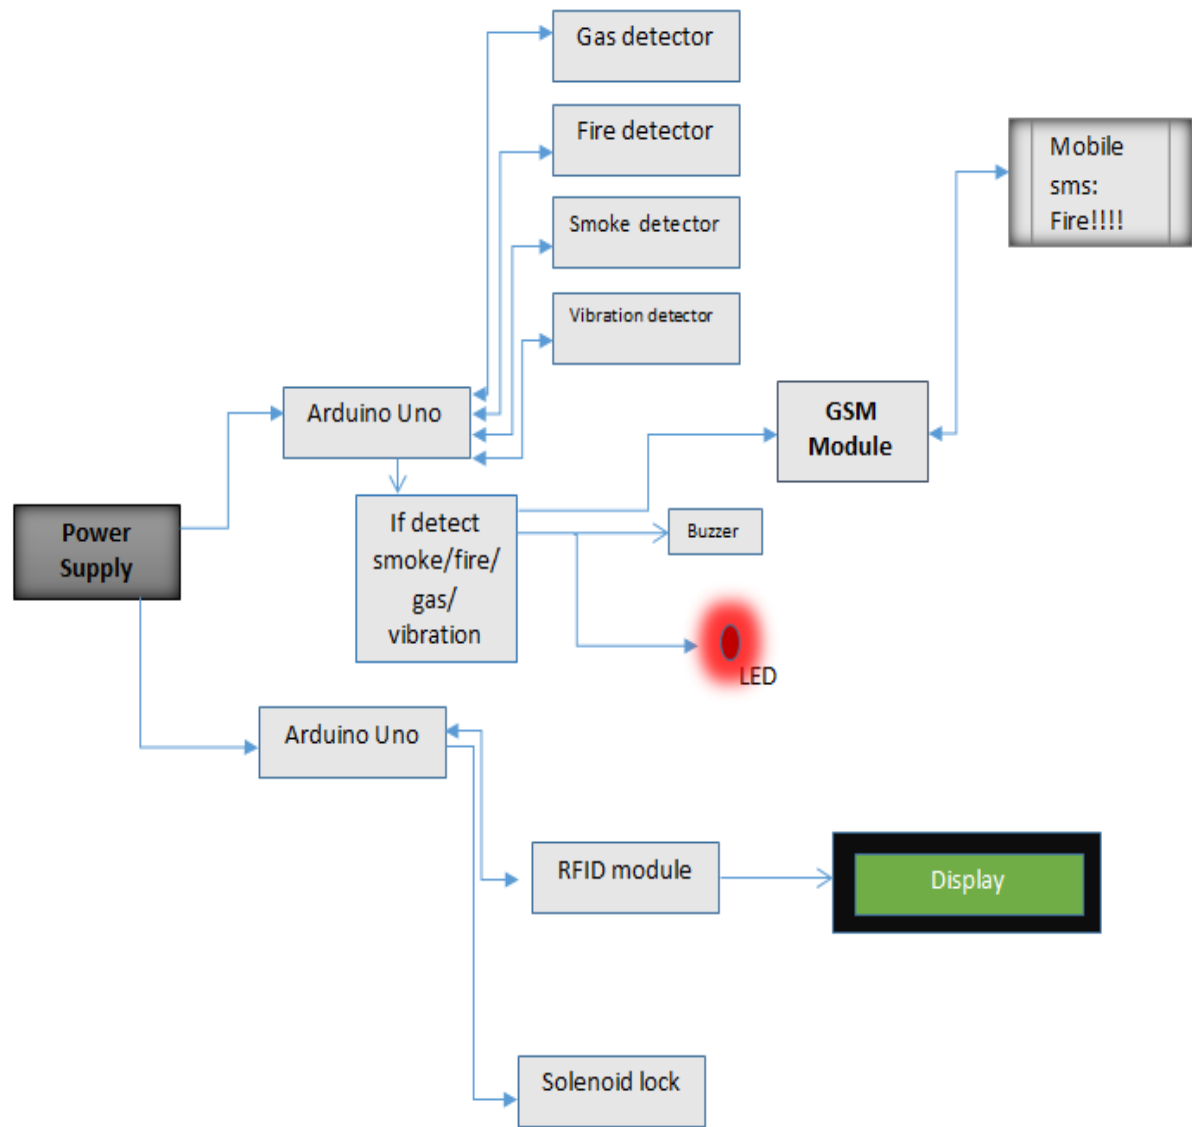 Gas detector
Fire detector
Smoke detector
Vibration detector
Mobile
sms:
Fire!!!!
Arduino Uno
GSM
Module
Power
Supply
If detect
smoke/fire/
gas/
vibration
Buzzer
LED
Arduino Uno
RFID module
Display
Solenoid lock